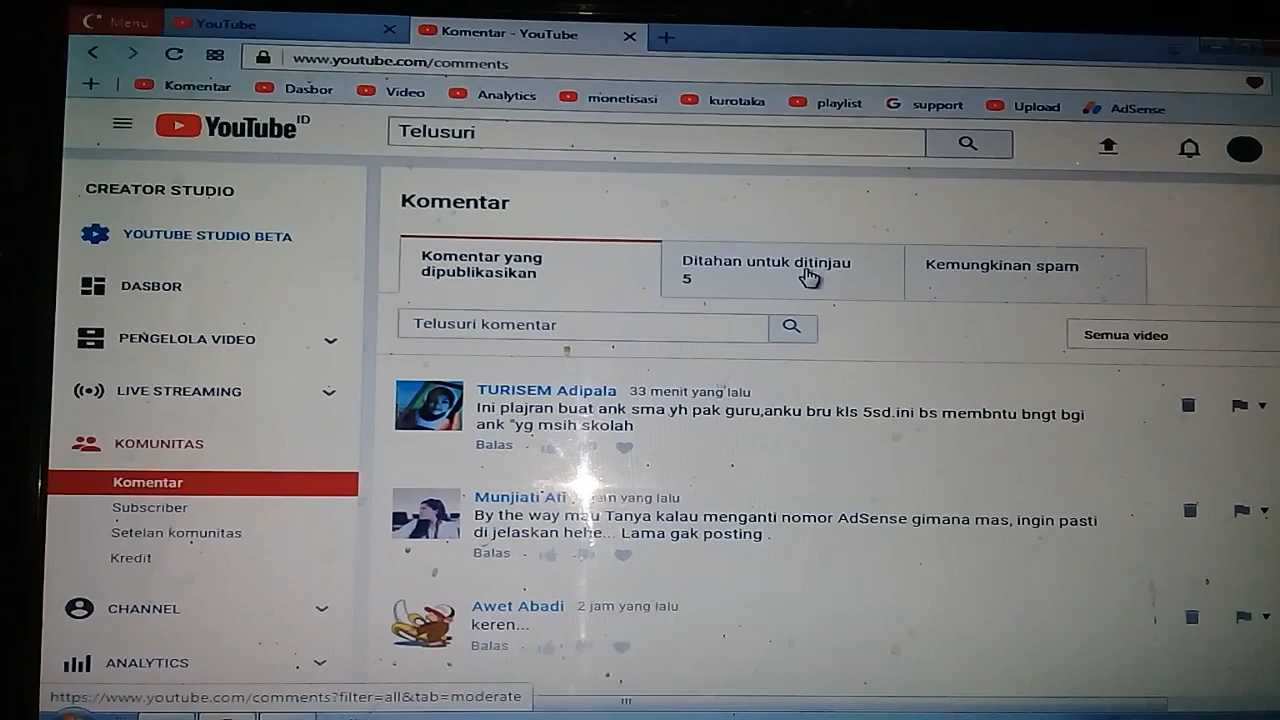 Menu
YouTube
Komentar - YouTube
www.youtube.com/comments
Komentar
Dasbor
Video
Analytics
monetisasi
kurotaka
playlist
support
Upload
AdSense
YouTube ID
Telusuri
CREATOR STUDIO
YOUTUBE STUDIO BETA
DASBOR
PENGELOLA VIDEO
LIVE STREAMING
KOMUNITAS
Komentar
Subscriber
Setelan komunitas
Kredit
CHANNEL
ANALYTICS
Komentar
Komentar yang
dipublikasikan
Ditahan untuk ditinjau
5
Kemungkinan spam
Telusuri komentar
Semua video
TURISEM Adipala 33 menit yang lalu
Ini plajran buat ank sma yh pak guru,anku bru kls 5sd.ini bs membntu bngt bgi
ank "yg msih skolah
Balas
Munjiati Ati yang lalu
By the way mau Tanya kalau menganti nomor AdSense gimana mas, ingin pasti
di jelaskan hehe... Lama gak posting .
Balas
Awet Abadi 2 jam yang lalu
keren...
Balas
https://www.youtube.com/comments?filter=all&tab=moderate